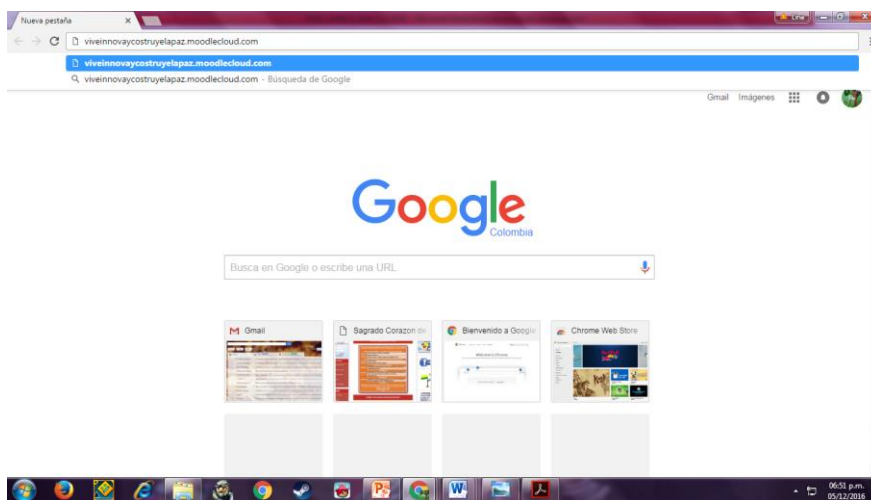 Nueva pestaña
Lina
viveinnovaycostruyelapaz.moodlecloud.com
viveinnovaycostruyelapaz.moodlecloud.com
viveinnovaycostruyelapaz.moodlecloud.com - Búsqueda de Google
Gmail Imágenes
Google
Colombia
Busca en Google o escribe una URL
Gmail
Sagrado Corazon de
Bienvenido a Google
Chrome Web Store
06:51 p.m.
05/12/2016